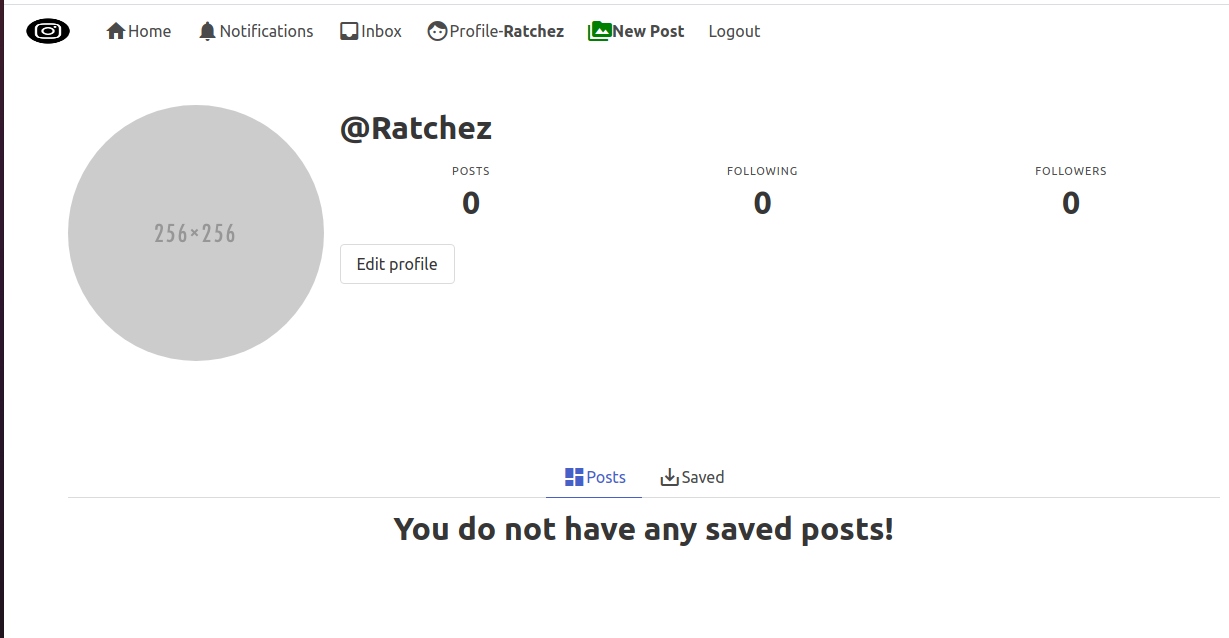 Home Notifications Inbox Profile-Ratchez New Post Logout
@Ratchez
POSTS FOLLOWING FOLLOWERS
0 0 0
256×256
Edit profile
Posts Saved
You do not have any saved posts!